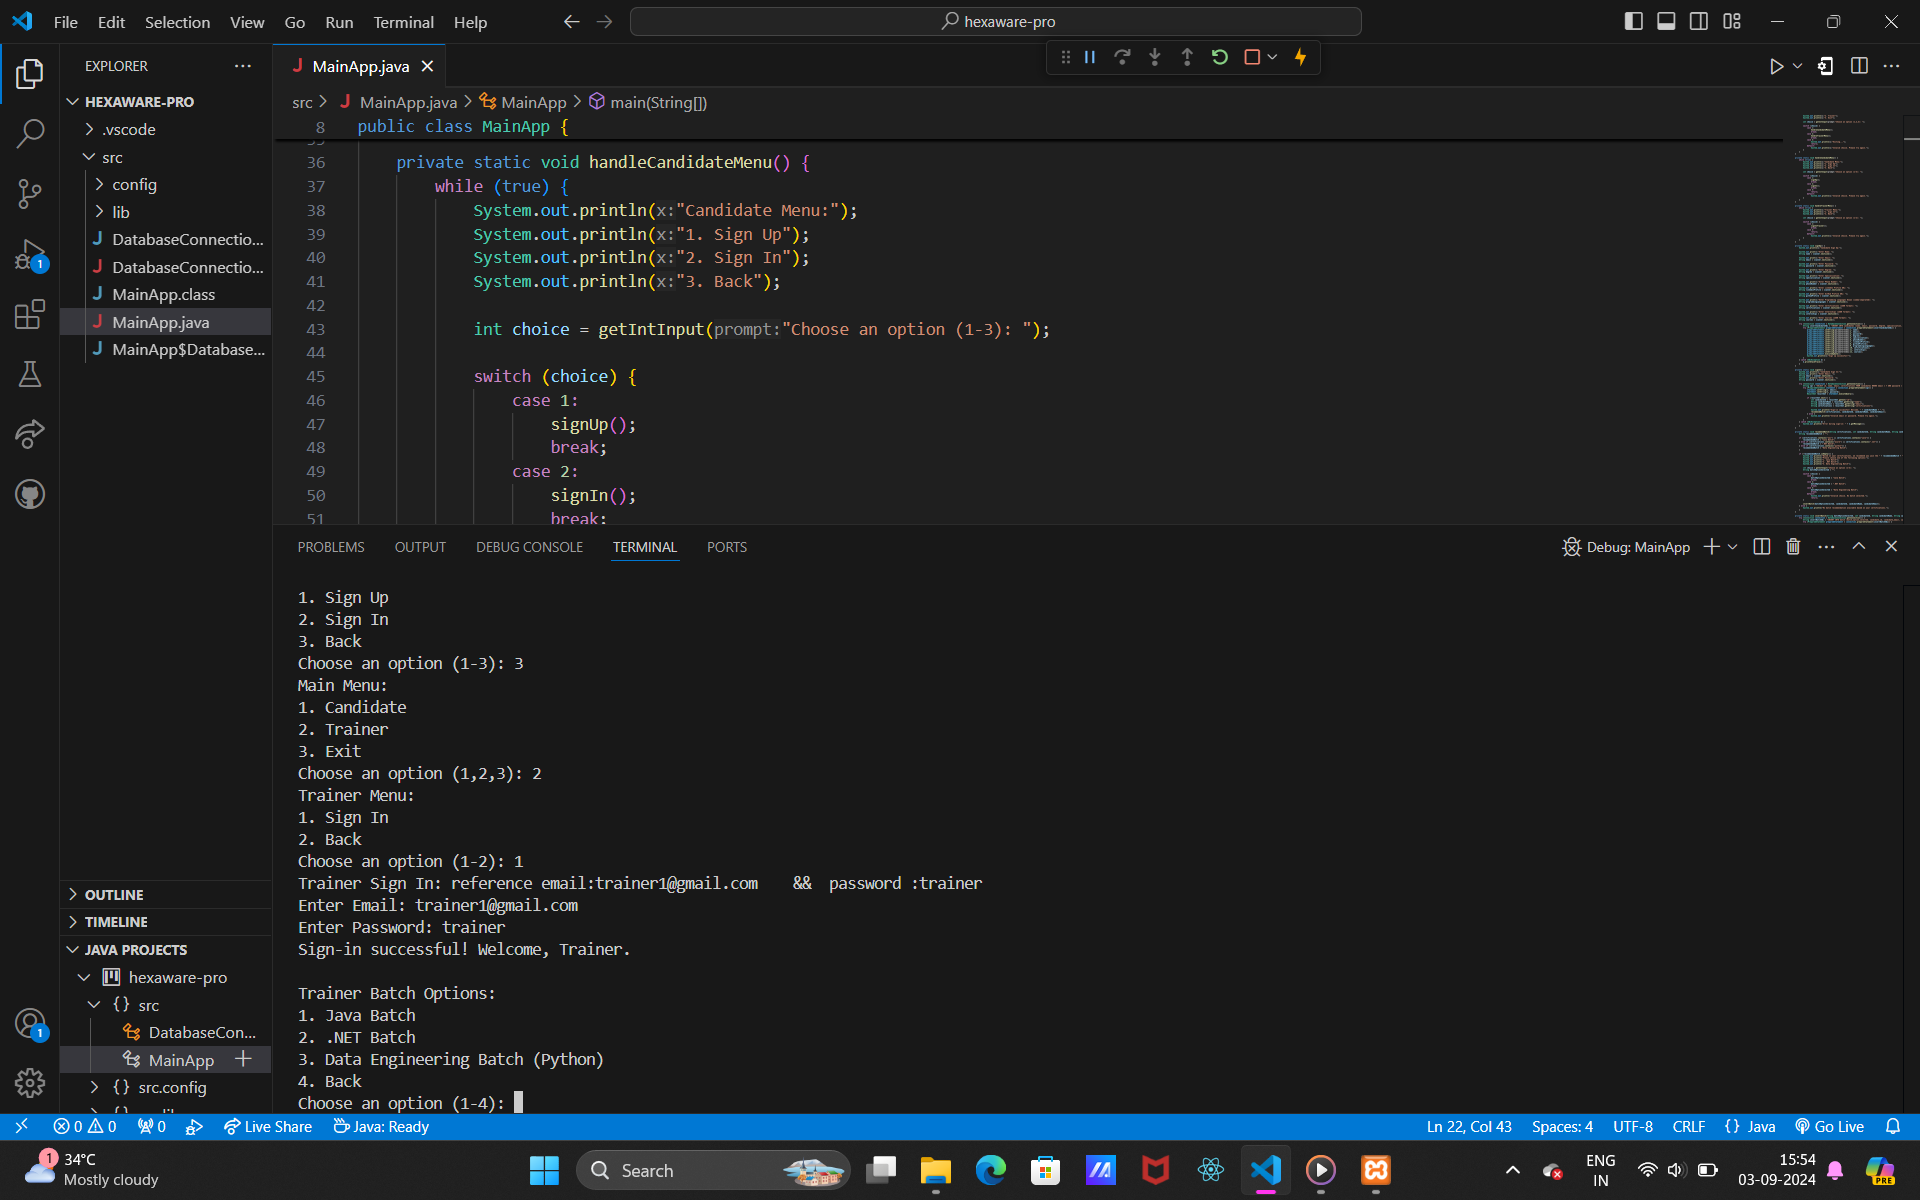 File Edit Selection View Go Run Terminal Help
hexaware-pro
EXPLORER
HEXAWARE-PRO
.vscode
src
config
lib
DatabaseConnectio...
DatabaseConnectio...
MainApp.class
MainApp.java
MainApp$Database...
OUTLINE
TIMELINE
JAVA PROJECTS
hexaware-pro
{} src
DatabaseCon...
MainApp
{} src.config
1
1
MainApp.java
src > MainApp.java > MainApp > main(String[])
8 public class MainApp {
36 private static void handleCandidateMenu() {
37 while (true) {
38 System.out.println(x:"Candidate Menu:");
39 System.out.println(x:"1. Sign Up");
40 System.out.println(x:"2. Sign In");
41 System.out.println(x:"3. Back");
42
43 int choice = getIntInput(prompt:"Choose an option (1-3): ");
44
45 switch (choice) {
46 case 1:
47 signUp();
48 break;
49 case 2:
50 signIn();
51 break;
PROBLEMS OUTPUT DEBUG CONSOLE TERMINAL PORTS
Debug: MainApp
1. Sign Up
2. Sign In
3. Back
Choose an option (1-3): 3
Main Menu:
1. Candidate
2. Trainer
3. Exit
Choose an option (1,2,3): 2
Trainer Menu:
1. Sign In
2. Back
Choose an option (1-2): 1
Trainer Sign In: reference email:trainer1@gmail.com && password :trainer
Enter Email: trainer1@gmail.com
Enter Password: trainer
Sign-in successful! Welcome, Trainer.
Trainer Batch Options:
1. Java Batch
2. .NET Batch
3. Data Engineering Batch (Python)
4. Back
Choose an option (1-4):
0 0 0 Live Share Java: Ready
Ln 22, Col 43 Spaces: 4 UTF-8 CRLF {} Java Go Live
1
34°C
Mostly cloudy
Search
ENG
IN
15:54
03-09-2024
PRE